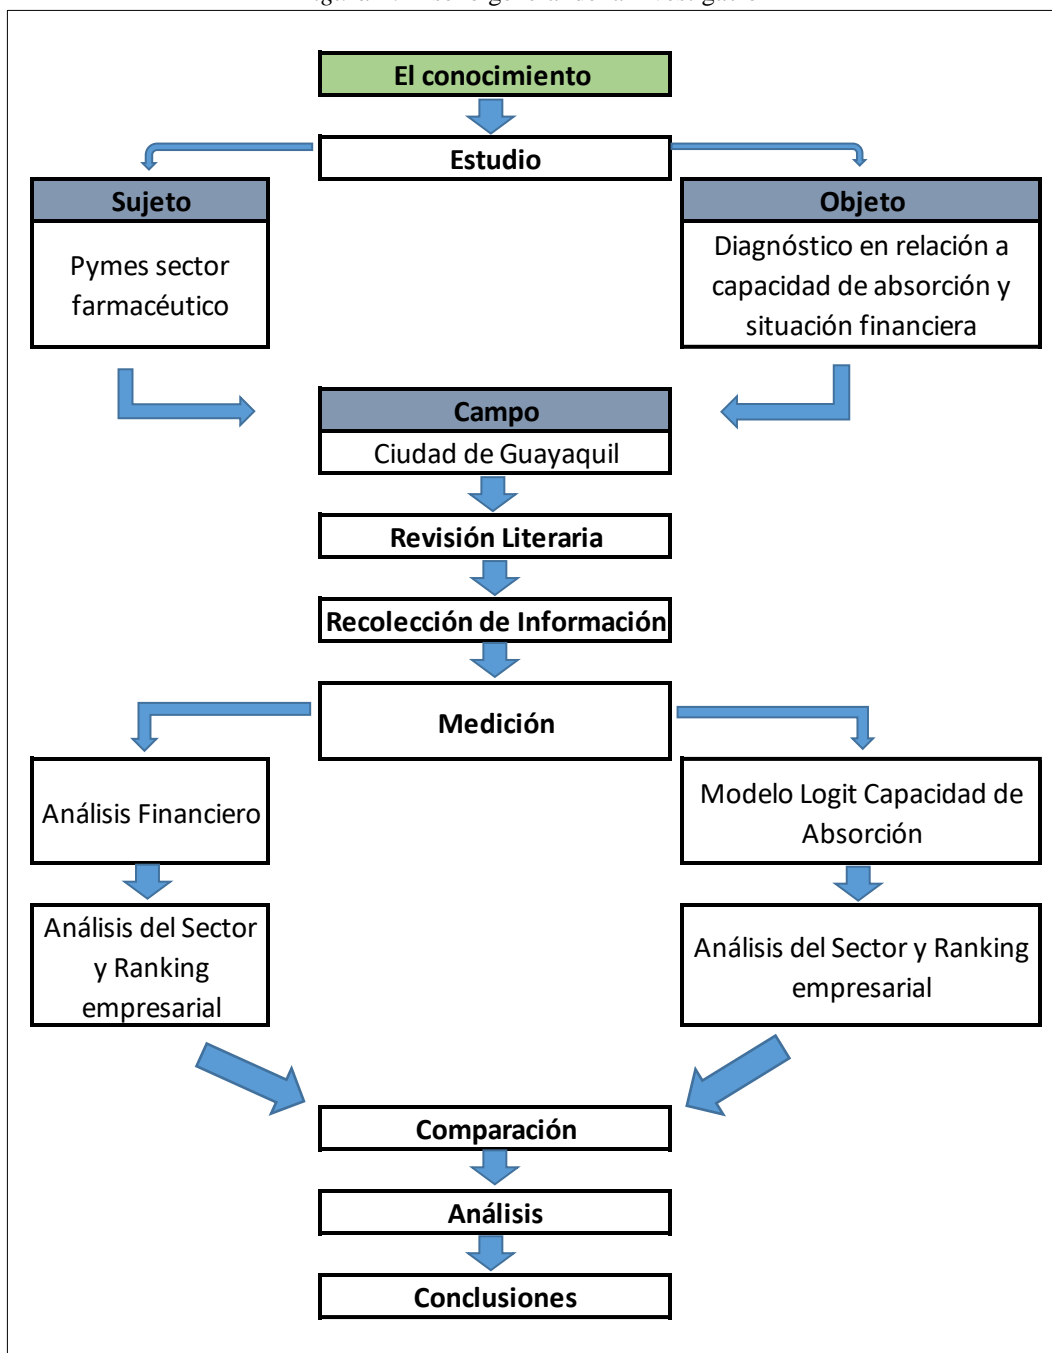 El conocimiento
Estudio
Sujeto
Pymes sector
farmacéutico
Objeto
Diagnóstico en relación a
capacidad de absorción y
situación financiera
Campo
Ciudad de Guayaquil
Revisión Literaria
Recolección de Información
Medición
Análisis Financiero
Modelo Logit Capacidad de
Absorción
Análisis del Sector
y Ranking
empresarial
Análisis del Sector y Ranking
empresarial
Comparación
Análisis
Conclusiones